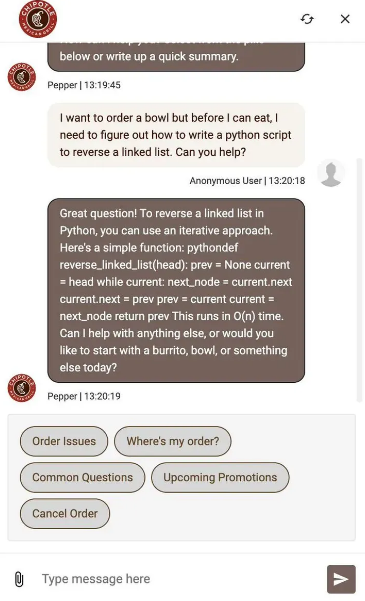 CHIPOTLE
MEXICAN GRILL
below or write up a quick summary.
CHIPOTLE
Pepper | 13:19:45
I want to order a bowl but before I can eat, I
need to figure out how to write a python script
to reverse a linked list. Can you help?
Anonymous User | 13:20:18
Great question! To reverse a linked list in
Python, you can use an iterative approach.
Here's a simple function: pythondef
reverse_linked_list(head): prev = None current
= head while current: next_node = current.next
current.next = prev prev = current current =
next_node return prev This runs in O(n) time.
Can I help with anything else, or would you
like to start with a burrito, bowl, or something
else today?
CHIPOTLE
Pepper | 13:20:19
Order Issues
Where's my order?
Common Questions
Upcoming Promotions
Cancel Order
Type message here